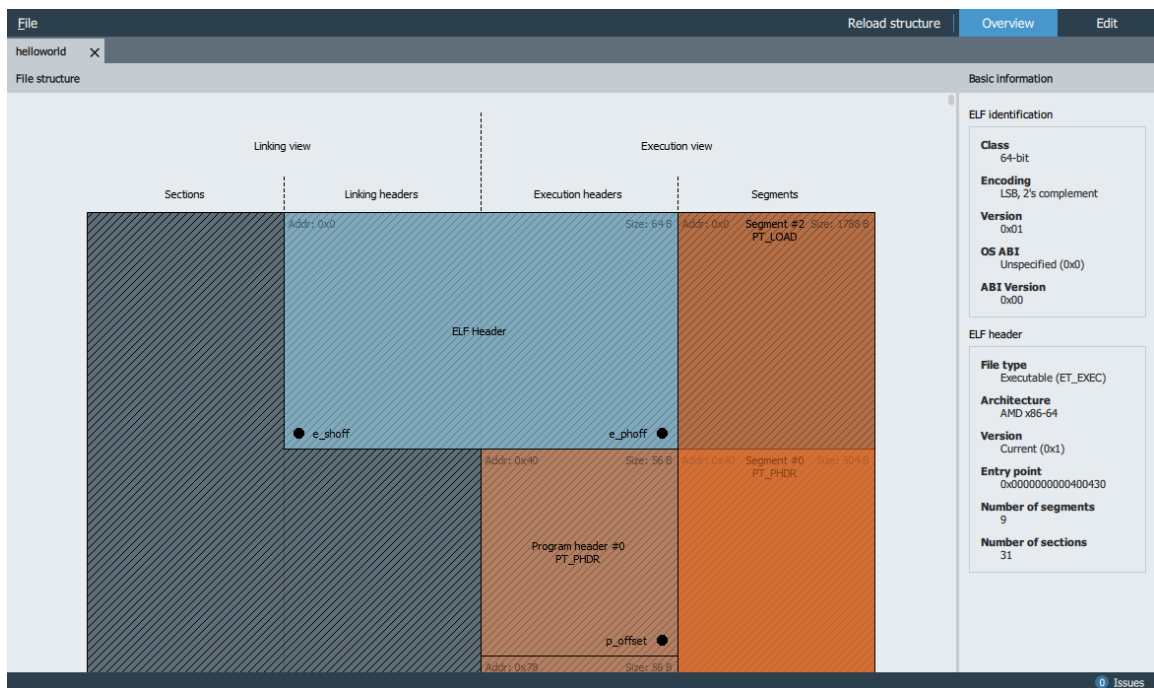 File Reload structure Overview Edit
helloworld
File structure Basic information
Linking view Execution view
Sections Linking headers Execution headers Segments
Addr: 0x0 Size: 64 B Addr: 0x0 Segment #2 Size: 1788 B
PT_LOAD
ELF Header
e_shoff e_phoff
Addr: 0x40 Size: 56 B Addr: 0x40 Segment #0 Size: 504 B
PT_PHDR
Program header #0
PT_PHDR
p_offset
Addr: 0x78 Size: 56 B
ELF identification
Class
64-bit
Encoding
LSB, 2's complement
Version
0x01
OS ABI
Unspecified (0x0)
ABI Version
0x00
ELF header
File type
Executable (ET_EXEC)
Architecture
AMD x86-64
Version
Current (0x1)
Entry point
0x0000000000400430
Number of segments
9
Number of sections
31
0 Issues